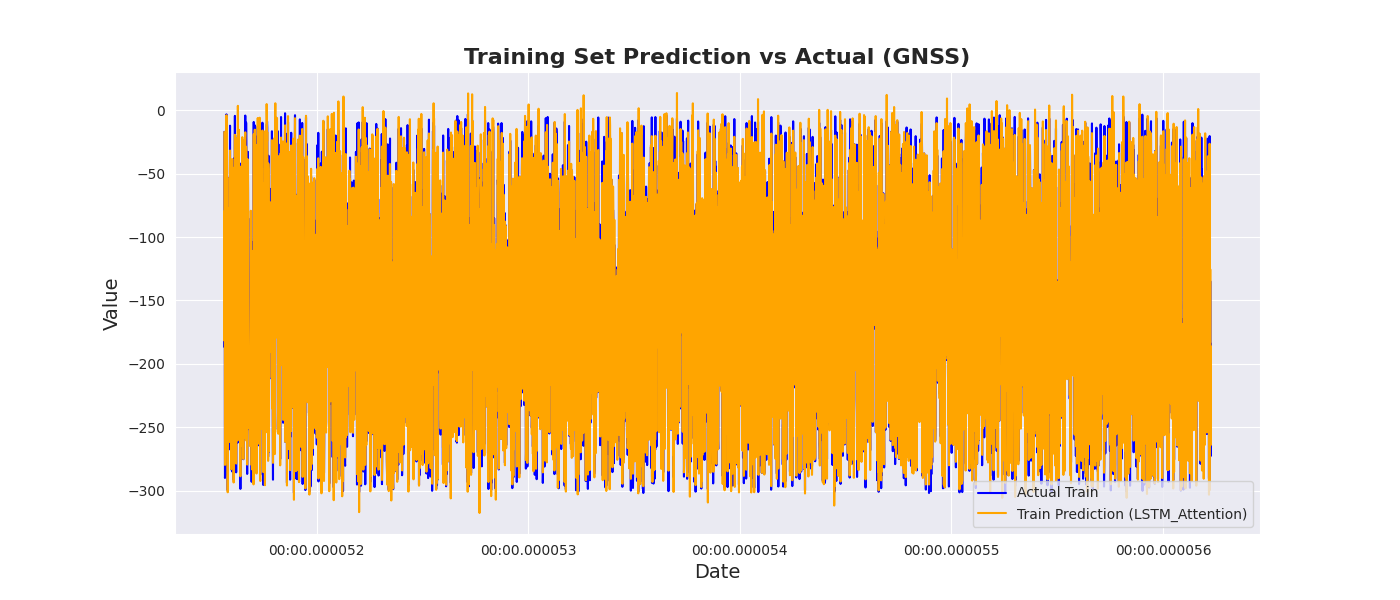 Training Set Prediction vs Actual (GNSS)
Value
0
−50
−100
−150
−200
−250
−300
Actual Train
Train Prediction (LSTM_Attention)
00:00.000052
00:00.000053
00:00.000054
00:00.000055
00:00.000056
Date